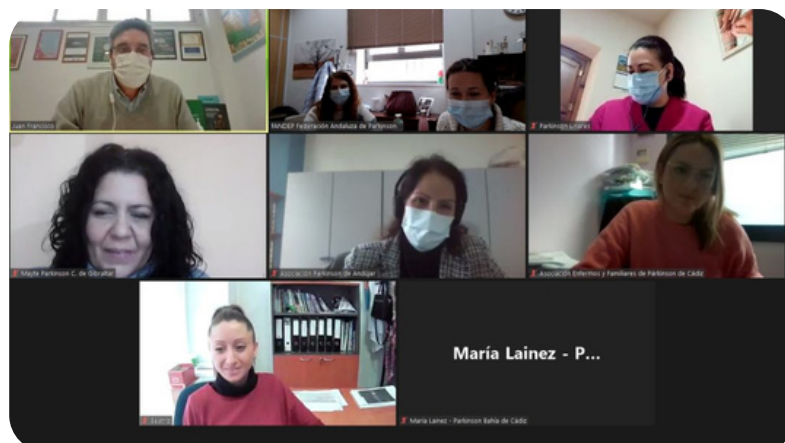 Juan Francisco
FANDEP Federación Andaluza de Parkinson
Parkinson Linares
Mayte Parkinson C. de Gibraltar
Asociación Parkinson de Andújar
Asociación Enfermos y Familiares de Párkinson de Cádiz
María Lainez - P...
María Lainez - Parkinson Bahía de Cádiz